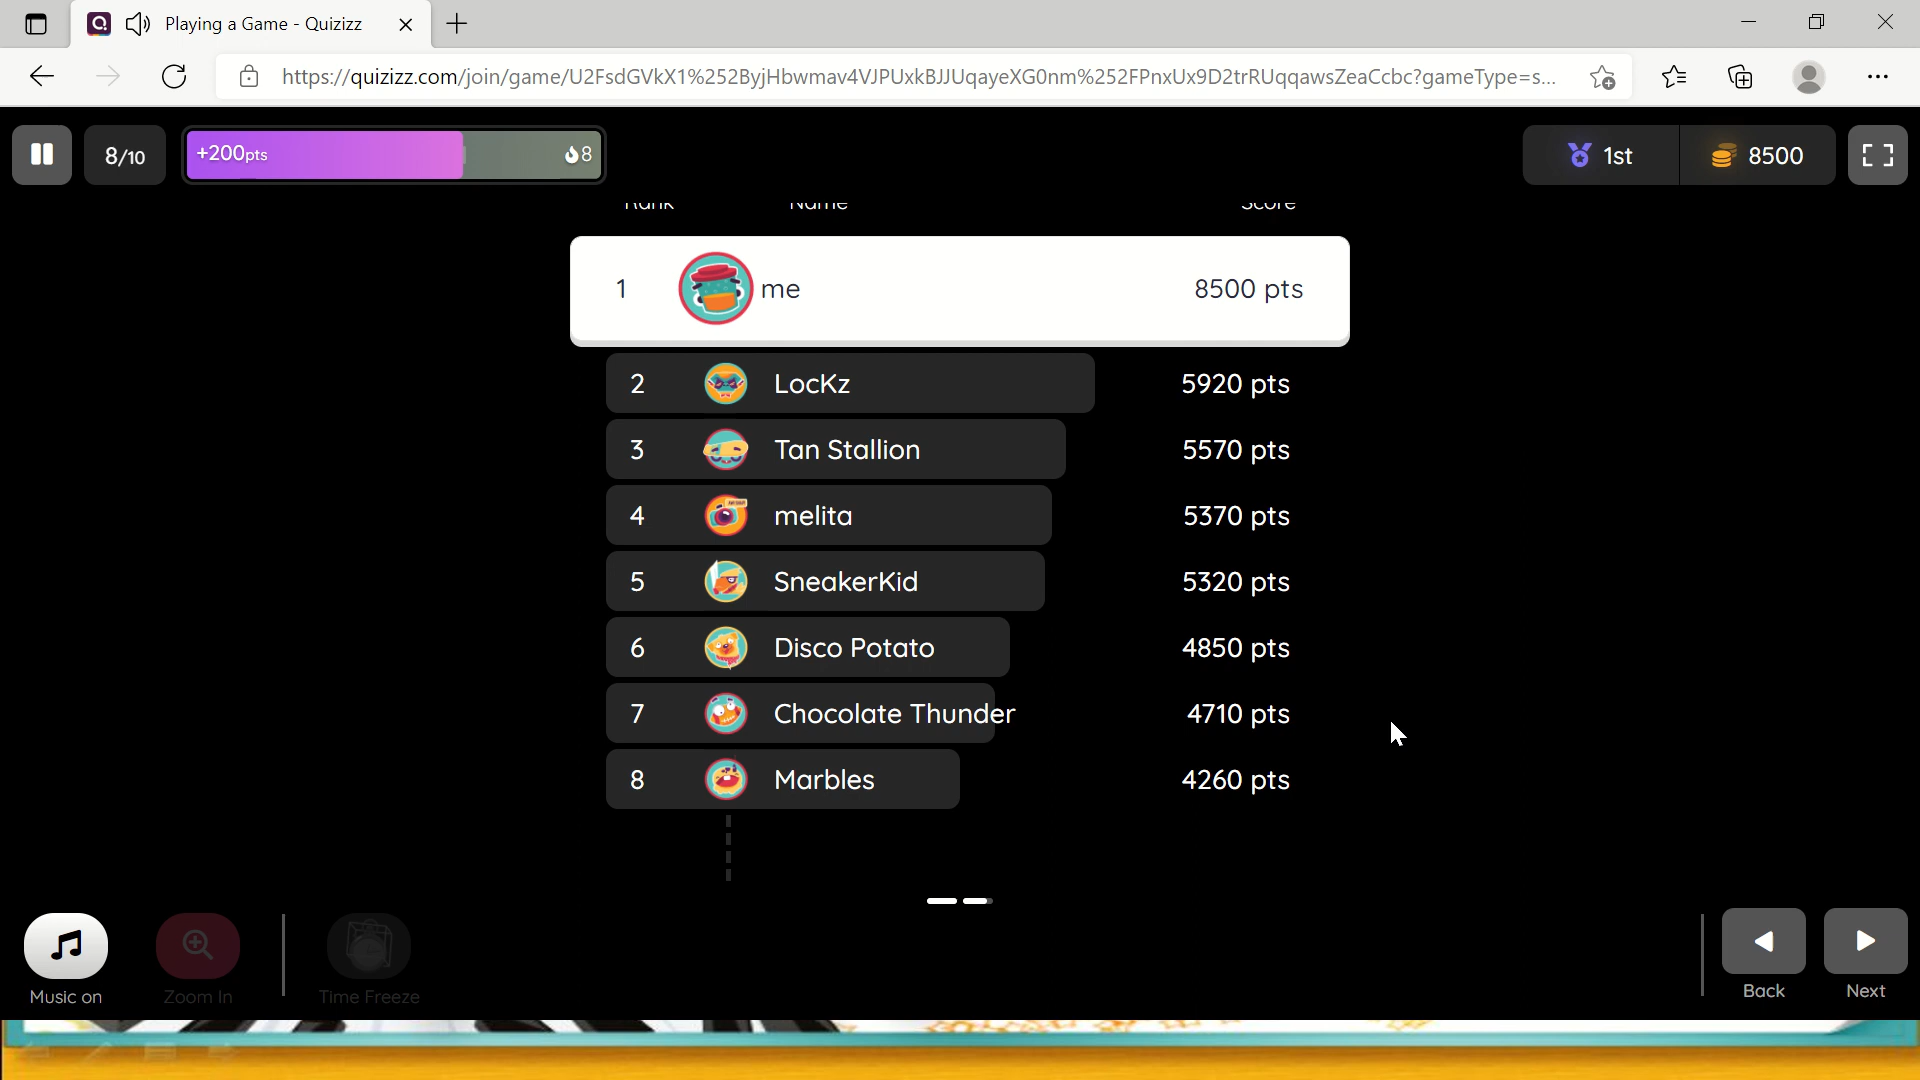 Playing a Game - Quizizz
https://quizizz.com/join/game/U2FsdGVkX1%252ByjHbwmav4VJPUxkBJJUqayeXG0nm%252FPnxUx9D2trRUqqawsZeaCcbc?gameType=s...
8/10
+200pts
8
1st
8500
Rank Name Score
1 me 8500 pts
2 LocKz 5920 pts
3 Tan Stallion 5570 pts
4 melita 5370 pts
5 SneakerKid 5320 pts
6 Disco Potato 4850 pts
7 Chocolate Thunder 4710 pts
8 Marbles 4260 pts
Music on
Zoom In
Time Freeze
Back
Next